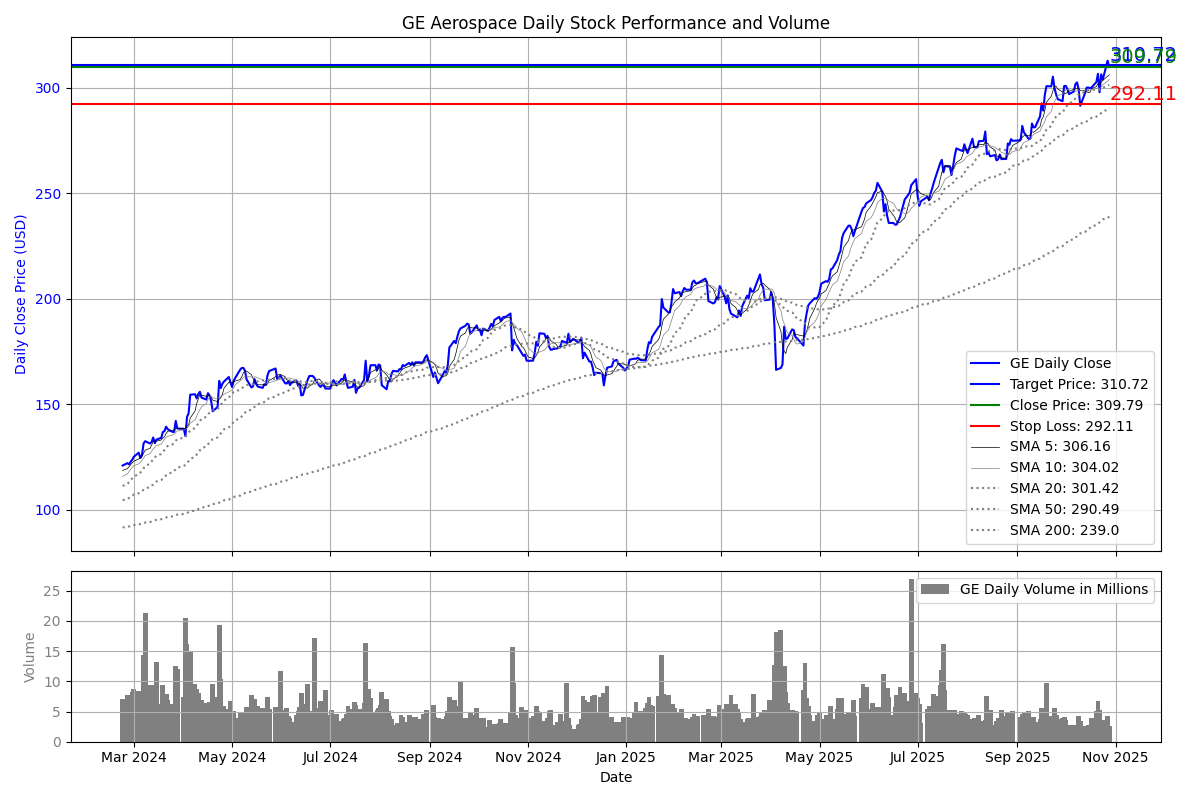 GE Aerospace Daily Stock Performance and Volume
310.72
309.79
300
292.11
250
200
150
100
Daily Close Price (USD)
GE Daily Close
Target Price: 310.72
Close Price: 309.79
Stop Loss: 292.11
SMA 5: 306.16
SMA 10: 304.02
SMA 20: 301.42
SMA 50: 290.49
SMA 200: 239.0
GE Daily Volume in Millions
25
20
15
10
5
0
Volume
Mar 2024 May 2024 Jul 2024 Sep 2024 Nov 2024 Jan 2025 Mar 2025 May 2025 Jul 2025 Sep 2025 Nov 2025
Date